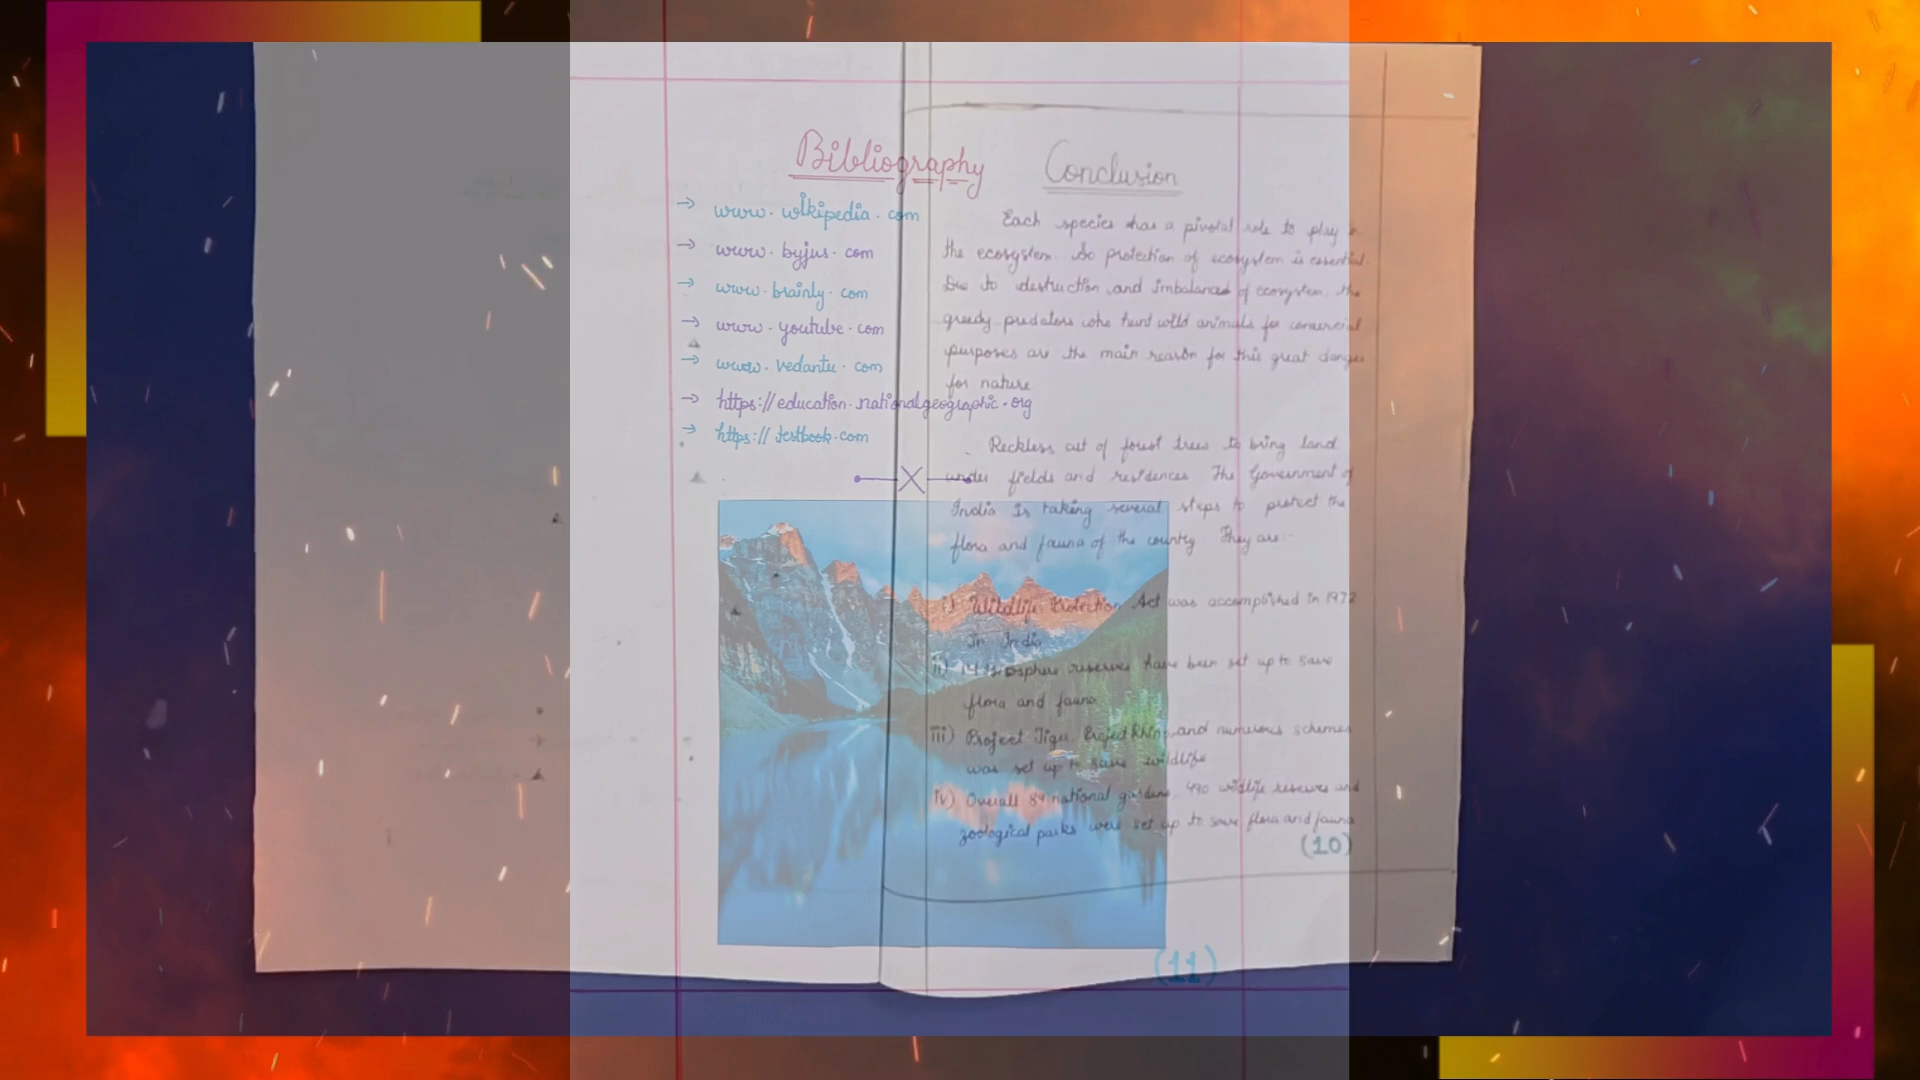 Bibliography
→ www.wikipedia.com
→ www.byjus.com
→ www.brainly.com
→ www.youtube.com
→ www.vedantu.com
→ https://education.nationalgeographic.org
→ https://testbook.com
(11)
Conclusion
Each species has a pivotal role to play in
the ecosystem. So protection of ecosystem is essential.
Due to destruction and imbalanced of ecosystem, the
greedy predators who hunt wild animals for
purposes are the main reason for this great danger
for nature
Reckless cut of forest trees to bring land
under fields and residences The Government of
India is taking several steps to protect the
flora and fauna of the country They are
i) Wildlife Protection Act was accomplished in 1972
in India
ii) reserves have been set up to save
flora and fauna
iii) Project Tiger, Project Rhino, and numerous schemes
was set up to save wildlife
iv) Overall 89 national gardens, 490 wildlife reserves and
zoological parks were set up to save flora and fauna
(10)